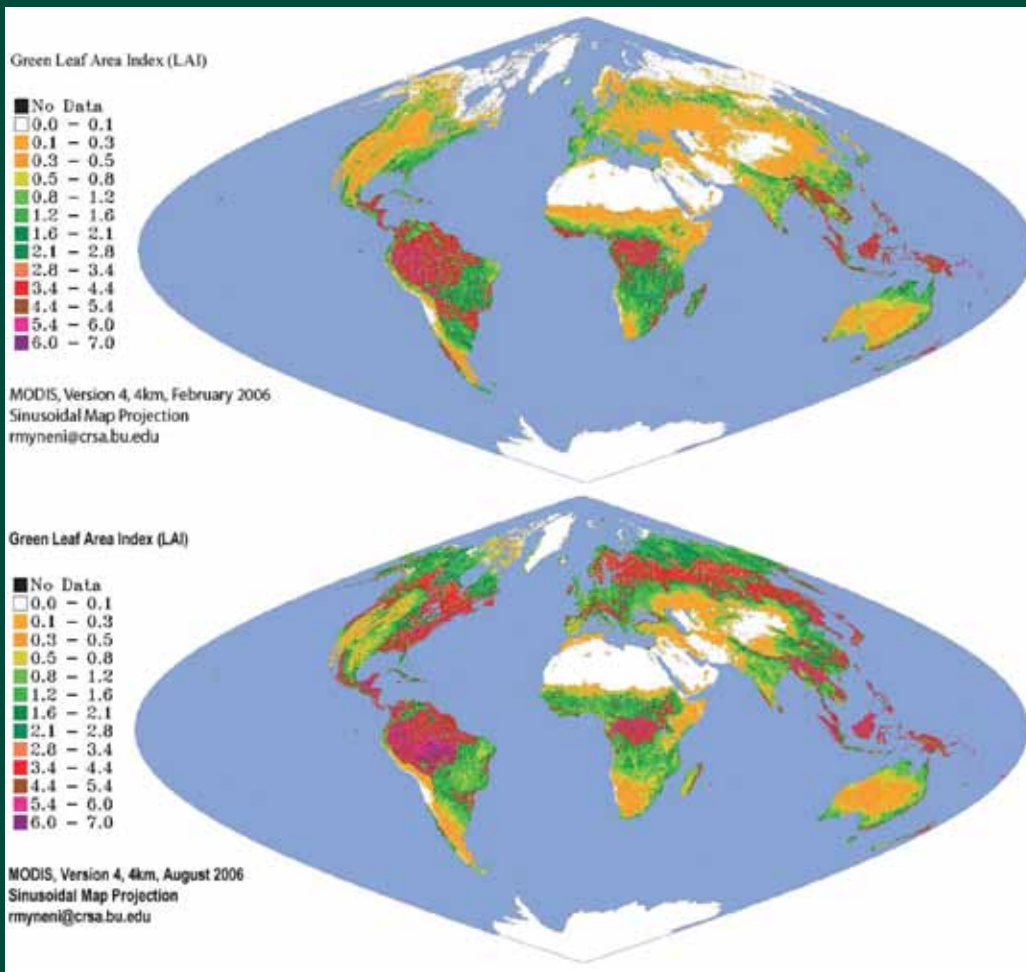 Green Leaf Area Index (LAI)
No Data
0.0 - 0.1
0.1 - 0.3
0.3 - 0.5
0.5 - 0.8
0.8 - 1.2
1.2 - 1.6
1.6 - 2.1
2.1 - 2.8
2.8 - 3.4
3.4 - 4.4
4.4 - 5.4
5.4 - 6.0
6.0 - 7.0
MODIS, Version 4, 4km, February 2006
Sinusoidal Map Projection
rmyneni@crsa.bu.edu
Green Leaf Area Index (LAI)
No Data
0.0 - 0.1
0.1 - 0.3
0.3 - 0.5
0.5 - 0.8
0.8 - 1.2
1.2 - 1.6
1.6 - 2.1
2.1 - 2.8
2.8 - 3.4
3.4 - 4.4
4.4 - 5.4
5.4 - 6.0
6.0 - 7.0
MODIS, Version 4, 4km, August 2006
Sinusoidal Map Projection
rmyneni@crsa.bu.edu